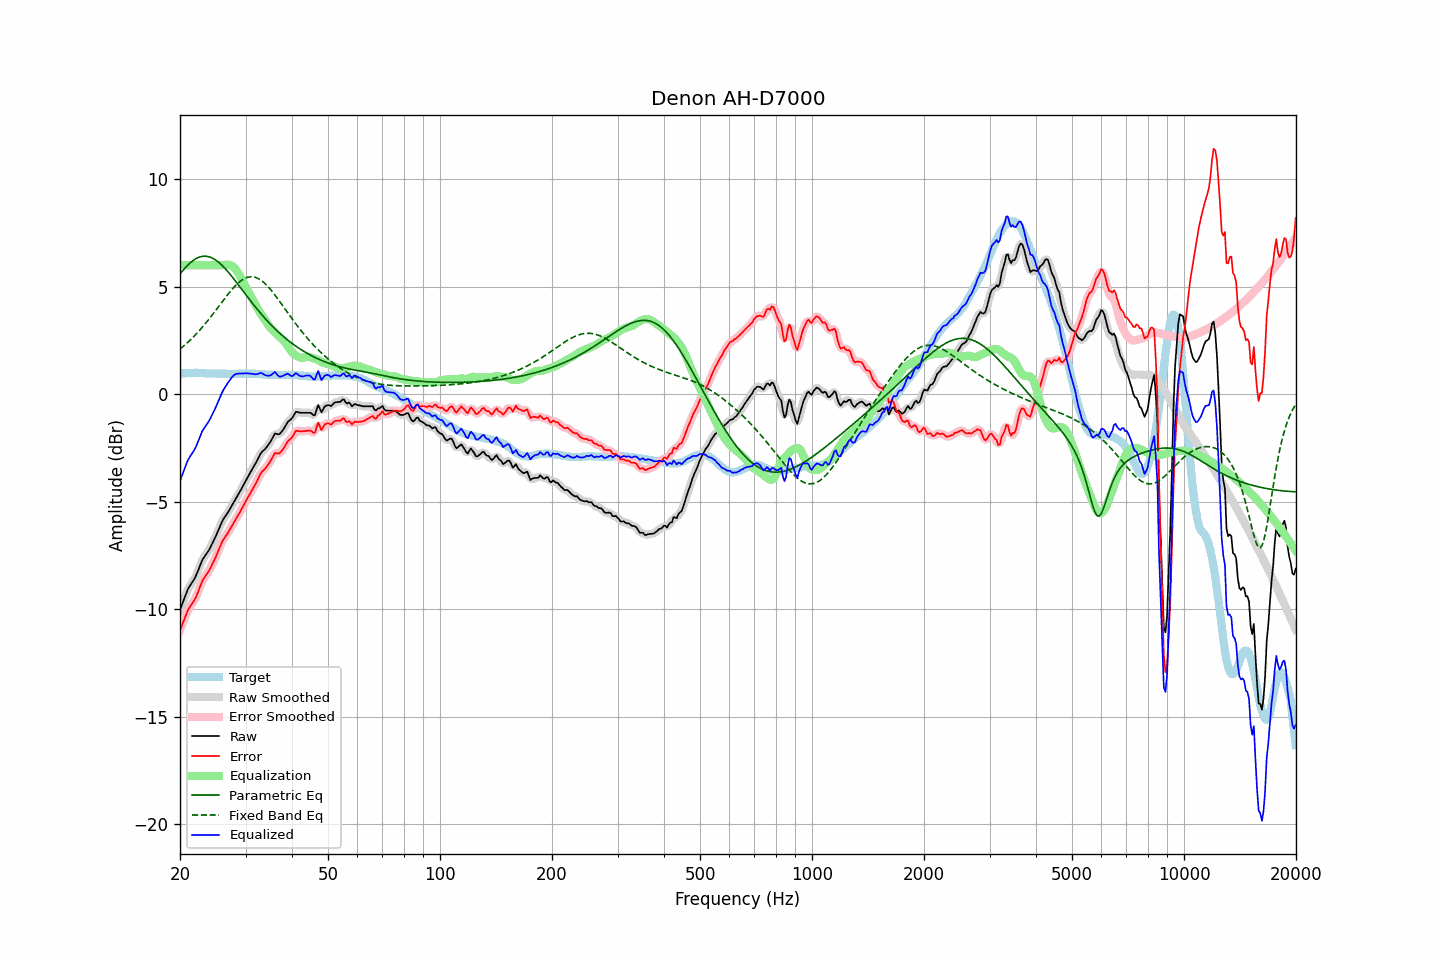 Denon AH-D7000
Amplitude (dBr)
10
5
0
−5
−10
−15
−20
Target
Raw Smoothed
Error Smoothed
Raw
Error
Equalization
Parametric Eq
Fixed Band Eq
Equalized
20 50 100 200 500 1000 2000 5000 10000 20000
Frequency (Hz)